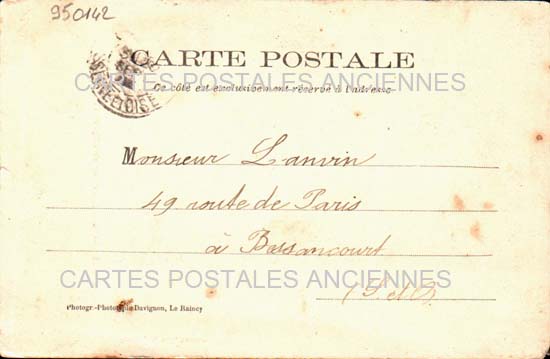 950142
CARTE POSTALE
CARTES POSTALES ANCIENNES
Ce côté est exclusivement réservé à l'adresse
Monsieur Lanvin
49 route de Paris
à Bessancourt
CARTES POSTALES ANCIENNES
(S et O)
Photogr.-Phototypie Davignon, Le Raincy